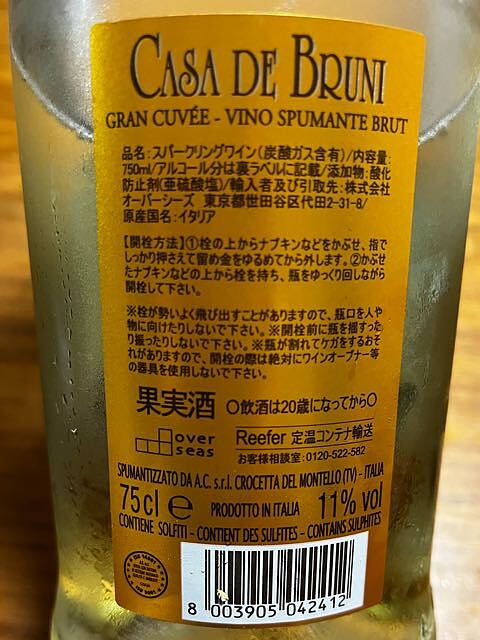 CASA DE BRUNI
GRAN CUVÉE - VINO SPUMANTE BRUT
品名:スパークリングワイン(炭酸ガス含有)/内容量:
750ml/アルコール分は裏ラベルに記載/添加物:酸化
防止剤(亜硫酸塩)/輸入者及び引取先:株式会社
オーバーシーズ 東京都世田谷区代田2-31-8/
原産国名:イタリア
【開栓方法】①栓の上からナプキンなどをかぶせ、指で
しっかり押さえて留め金をゆるめてから外します。②かぶせ
たナプキンなどの上から栓を持ち、瓶をゆっくり回しながら
開栓して下さい。
※栓が勢いよく飛び出すことがありますので、瓶口を人や
物に向けたりしないで下さい。※開栓前に瓶を揺すった
り振ったりしないで下さい。※瓶が割れてケガをするおそ
れがありますので、開栓の際は絶対にワインオープナー等
の器具を使用しないで下さい。
果実酒 〇飲酒は20歳になってから〇
over seas Reefer 定温コンテナ輸送
お客様相談室:0120-522-582
SPUMANTIZZATO DA A.C. s.r.l. CROCETTA DEL MONTELLO (TV) - ITALIA
75cl e PRODOTTO IN ITALIA 11% vol
CONTIENE SOLFITI - CONTIENT DES SULFITES - CONTAINS SULPHITES
8 003905 042412